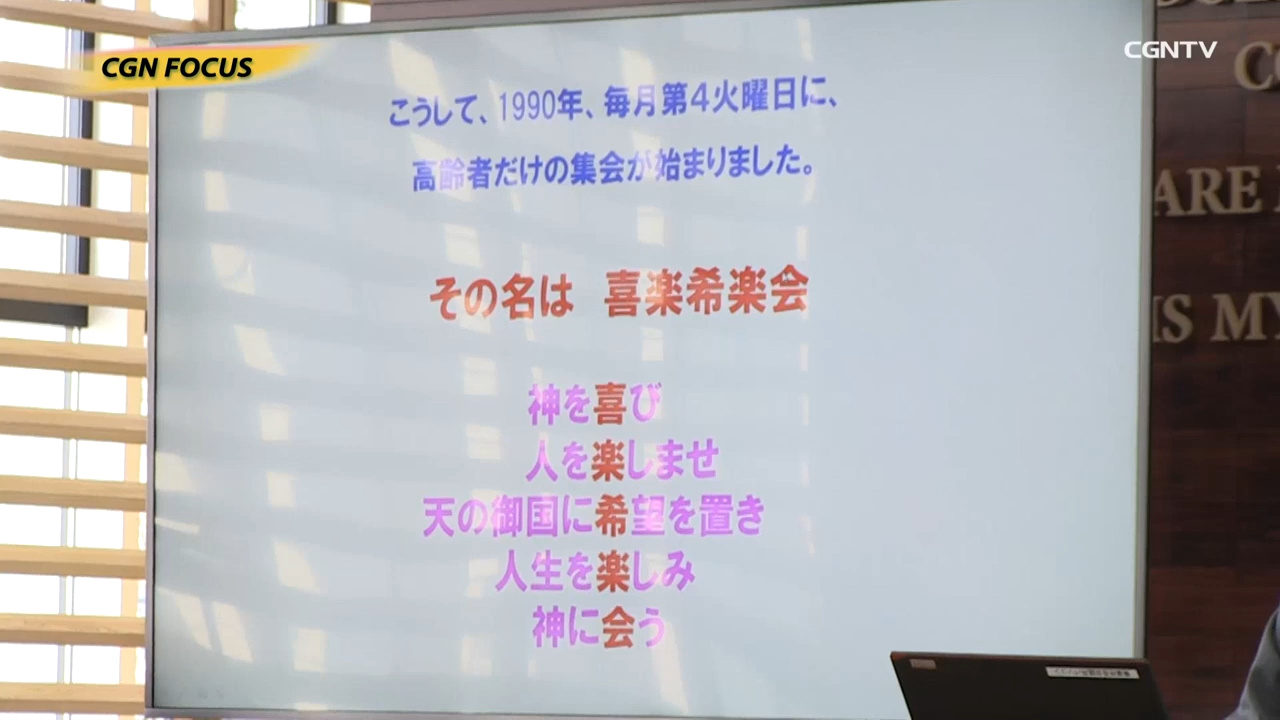 CGN FOCUS
CGNTV
こうして、1990年、毎月第4火曜日に、
高齢者だけの集会が始まりました。
その名は 喜楽希楽会
神を喜び
人を楽しませ
天の御国に希望を置き
人生を楽しみ
神に会う
ARE
IS MY